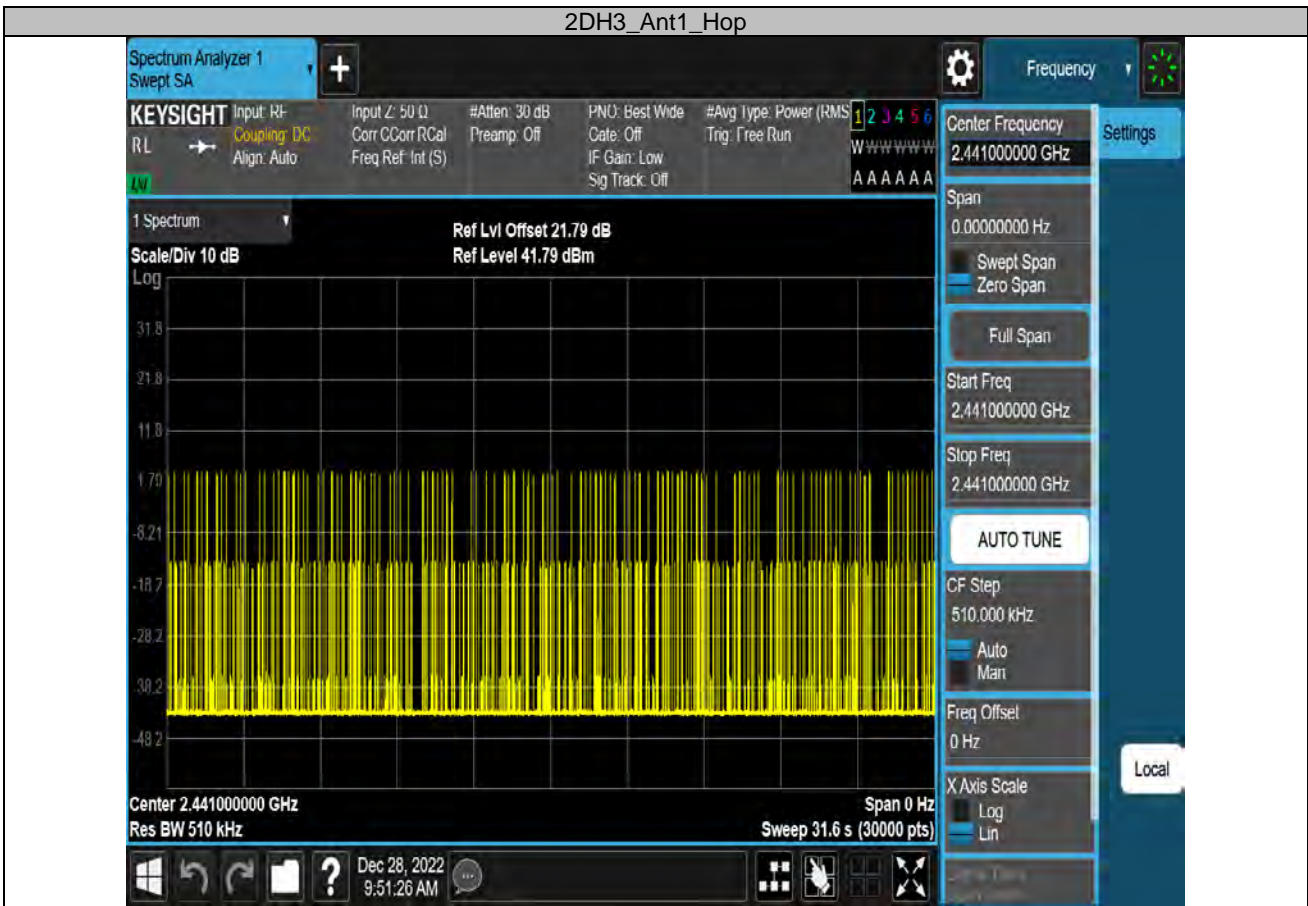 2DH3_Ant1_Hop
Spectrum Analyzer 1
Swept SA
Frequency
KEYSIGHT Input: RF
Coupling: DC
Align: Auto
RL
Input Z: 50 Ω
Corr CCorr RCal
Freq Ref: Int (S)
#Atten: 30 dB
Preamp: Off
PNO: Best Wide
Gate: Off
IF Gain: Low
Sig Track: Off
#Avg Type: Power (RMS
Trig: Free Run
1 2 3 4 5 6
W W W W W W
A A A A A A
Center Frequency
2.441000000 GHz
Settings
Span
0.00000000 Hz
Swept Span
Zero Span
Full Span
Start Freq
2.441000000 GHz
Stop Freq
2.441000000 GHz
AUTO TUNE
CF Step
510.000 kHz
Auto
Man
Freq Offset
0 Hz
X Axis Scale
Log
Lin
Local
1 Spectrum
Scale/Div 10 dB
Log
Ref Lvl Offset 21.79 dB
Ref Level 41.79 dBm
31.8
21.8
11.8
1.79
-8.21
-18.2
-28.2
-38.2
-48.2
Center 2.441000000 GHz
Res BW 510 kHz
Span 0 Hz
Sweep 31.6 s (30000 pts)
Dec 28, 2022
9:51:26 AM